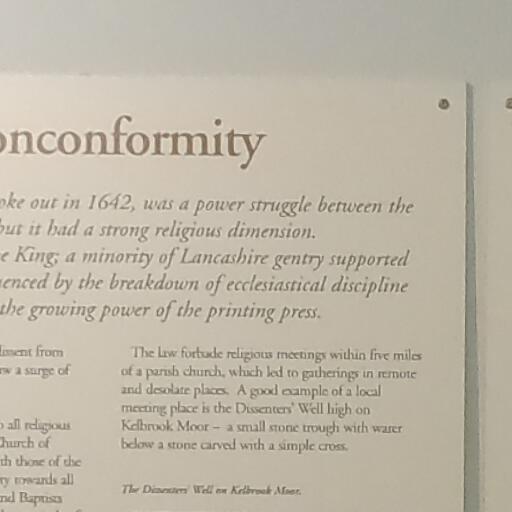 onconformity
oke out in 1642, was a power struggle between the
but it had a strong religious dimension.
e King; a minority of Lancashire gentry supported
enced by the breakdown of ecclesiastical discipline
the growing power of the printing press.
dissent from
w a surge of
o all religious
Church of
th those of the
ry towards all
nd Baptists
The law forbade religious meetings within five miles
of a parish church, which led to gatherings in remote
and desolate places. A good example of a local
meeting place is the Dissenters' Well high on
Kelbrook Moor – a small stone trough with water
below a stone carved with a simple cross.
The Dissenters' Well on Kelbrook Moor.